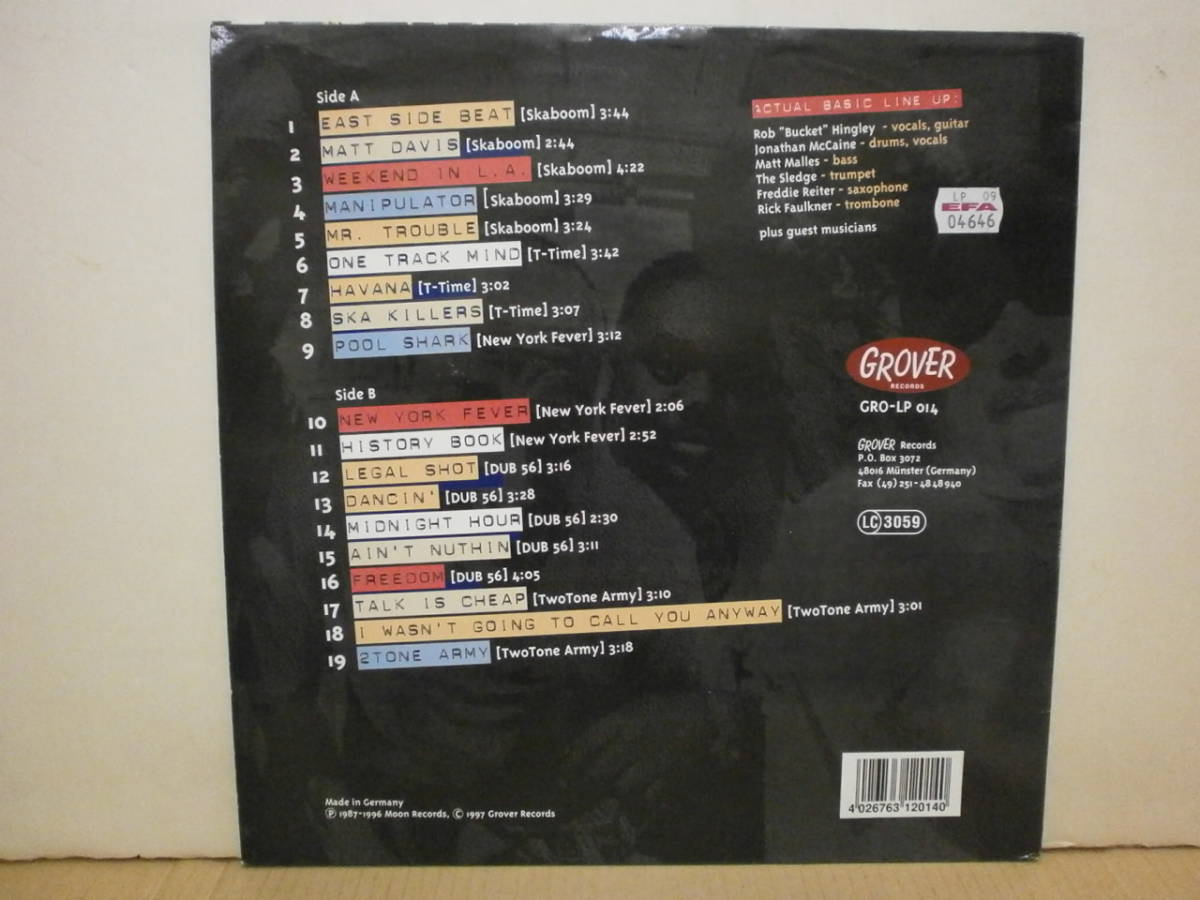 Side A
1 EAST SIDE BEAT [Skaboom] 3:44
2 MATT DAVIS [Skaboom] 2:44
3 WEEKEND IN L.A. [Skaboom] 4:22
4 MANIPULATOR [Skaboom] 3:29
5 MR. TROUBLE [Skaboom] 3:24
6 ONE TRACK MIND [T-Time] 3:42
7 HAVANA [T-Time] 3:02
8 SKA KILLERS [T-Time] 3:07
9 POOL SHARK [New York Fever] 3:12
Side B
10 NEW YORK FEVER [New York Fever] 2:06
11 HISTORY BOOK [New York Fever] 2:52
12 LEGAL SHOT [DUB 56] 3:16
13 DANCIN' [DUB 56] 3:28
14 MIDNIGHT HOUR [DUB 56] 2:30
15 AIN'T NUTHIN [DUB 56] 3:11
16 FREEDOM [DUB 56] 4:05
17 TALK IS CHEAP [TwoTone Army] 3:10
18 I WASN'T GOING TO CALL YOU ANYWAY [TwoTone Army] 3:01
19 2TONE ARMY [TwoTone Army] 3:18
ACTUAL BASIC LINE UP:
Rob "Bucket" Hingley - vocals, guitar
Jonathan McCaine - drums, vocals
Matt Malles - bass
The Sledge - trumpet
Freddie Reiter - saxophone
Rick Faulkner - trombone
plus guest musicians
LP 09
EFA
04646
GROVER
RECORDS
GRO-LP 014
GROVER Records
P.O. Box 3072
48016 Münster (Germany)
Fax (49) 251-4848940
LC 3059
Made in Germany
Ⓟ 1987-1996 Moon Records, © 1997 Grover Records
4 026763 120140